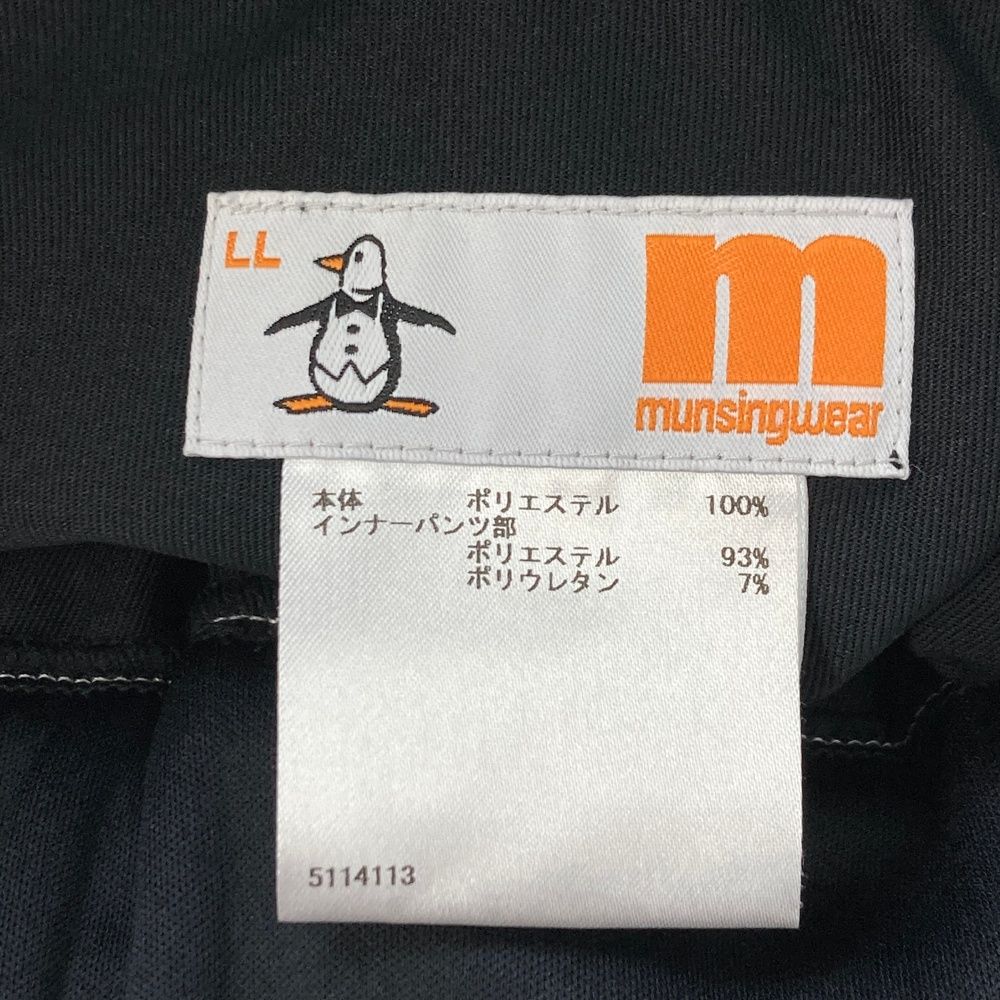 LL
m
munsingwear
本体 ポリエステル 100%
インナーパンツ部
ポリエステル 93%
ポリウレタン 7%
5114113